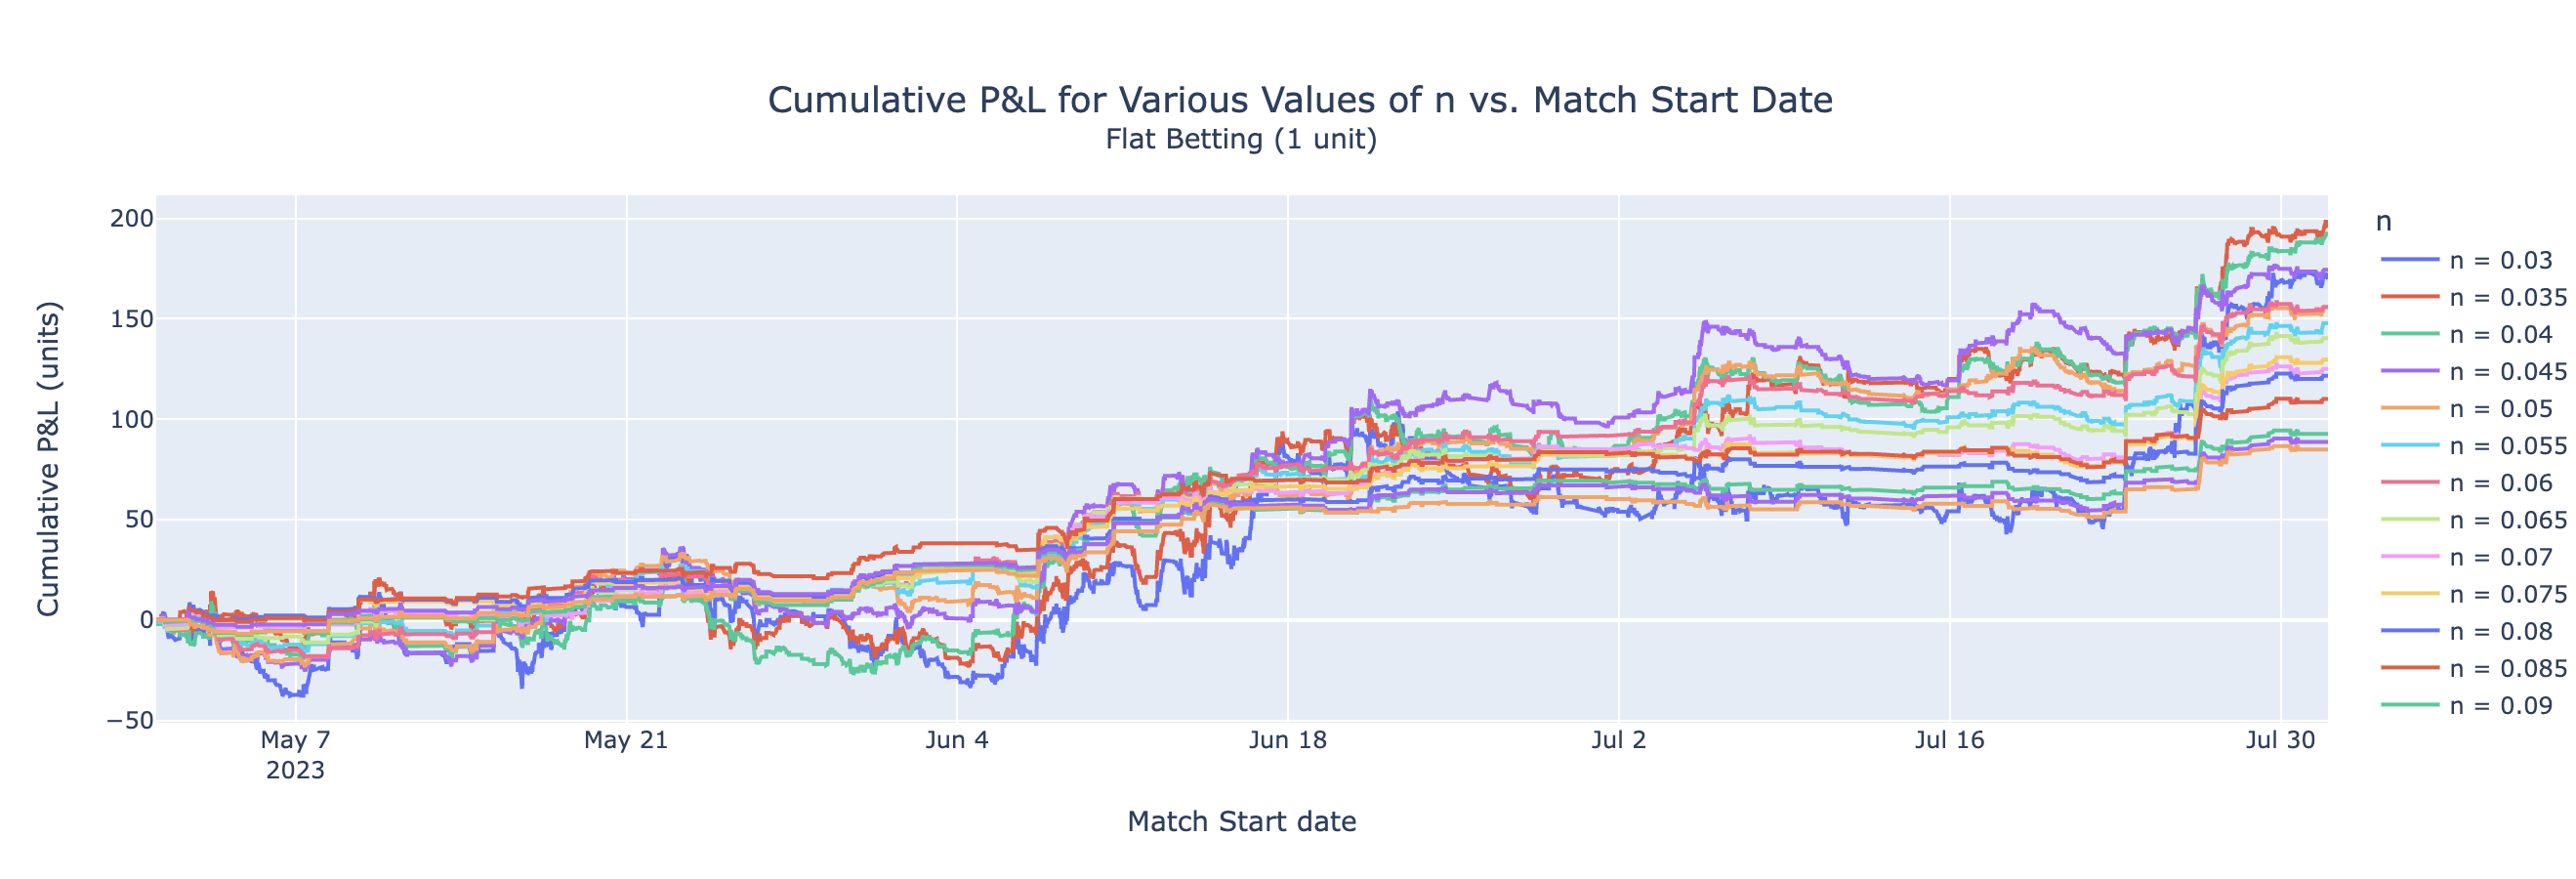 Cumulative P&L for Various Values of n vs. Match Start Date
Flat Betting (1 unit)
Cumulative P&L (units)
200
150
100
50
0
−50
May 7
2023
May 21
Jun 4
Jun 18
Jul 2
Jul 16
Jul 30
Match Start date
n
n = 0.03
n = 0.035
n = 0.04
n = 0.045
n = 0.05
n = 0.055
n = 0.06
n = 0.065
n = 0.07
n = 0.075
n = 0.08
n = 0.085
n = 0.09